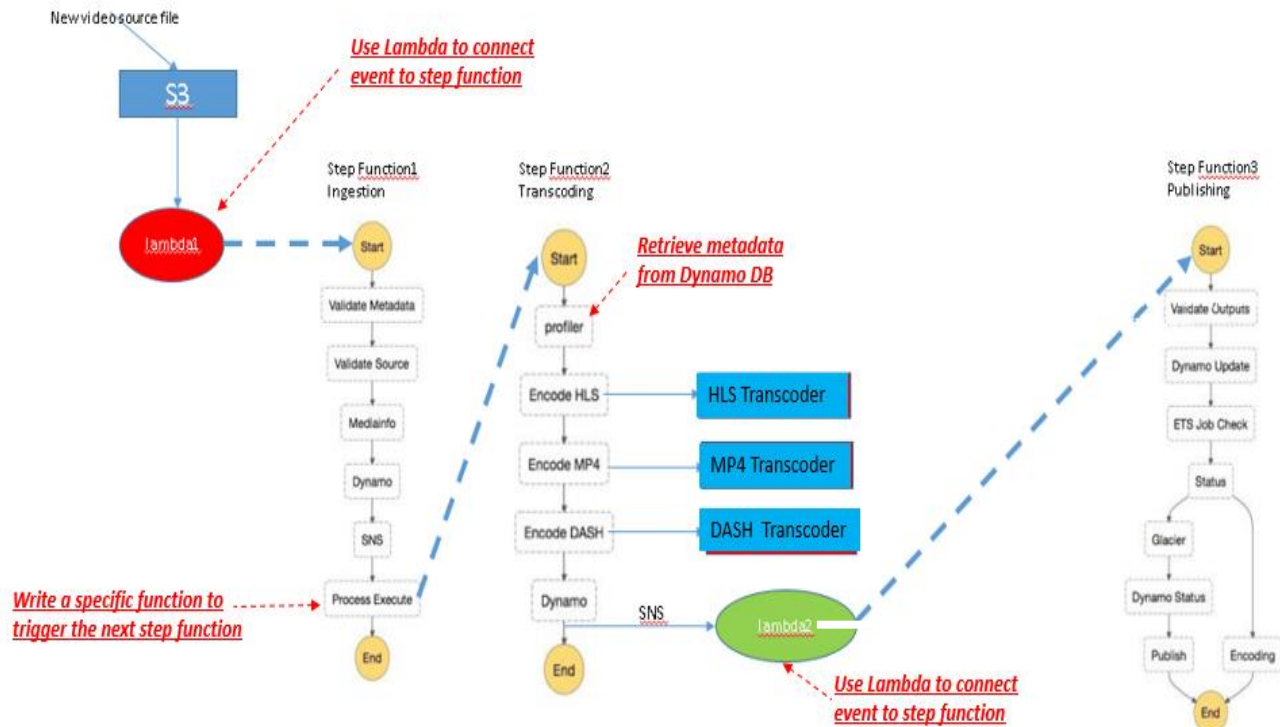 New video source file
S3
Use Lambda to connect
event to step function
lambda1
Step Function1
Ingestion
Start
Validate Metadata
Validate Source
Mediainfo
Dynamo
SNS
Process Execute
End
Write a specific function to
trigger the next step function
Step Function2
Transcoding
Start
profiler
Retrieve metadata
from Dynamo DB
Encode HLS
HLS Transcoder
Encode MP4
MP4 Transcoder
Encode DASH
DASH Transcoder
Dynamo
SNS
lambda2
End
Use Lambda to connect
event to step function
Step Function3
Publishing
Start
Validate Outputs
Dynamo Update
ETS Job Check
Status
Glacier
Dynamo Status
Publish
Encoding
End